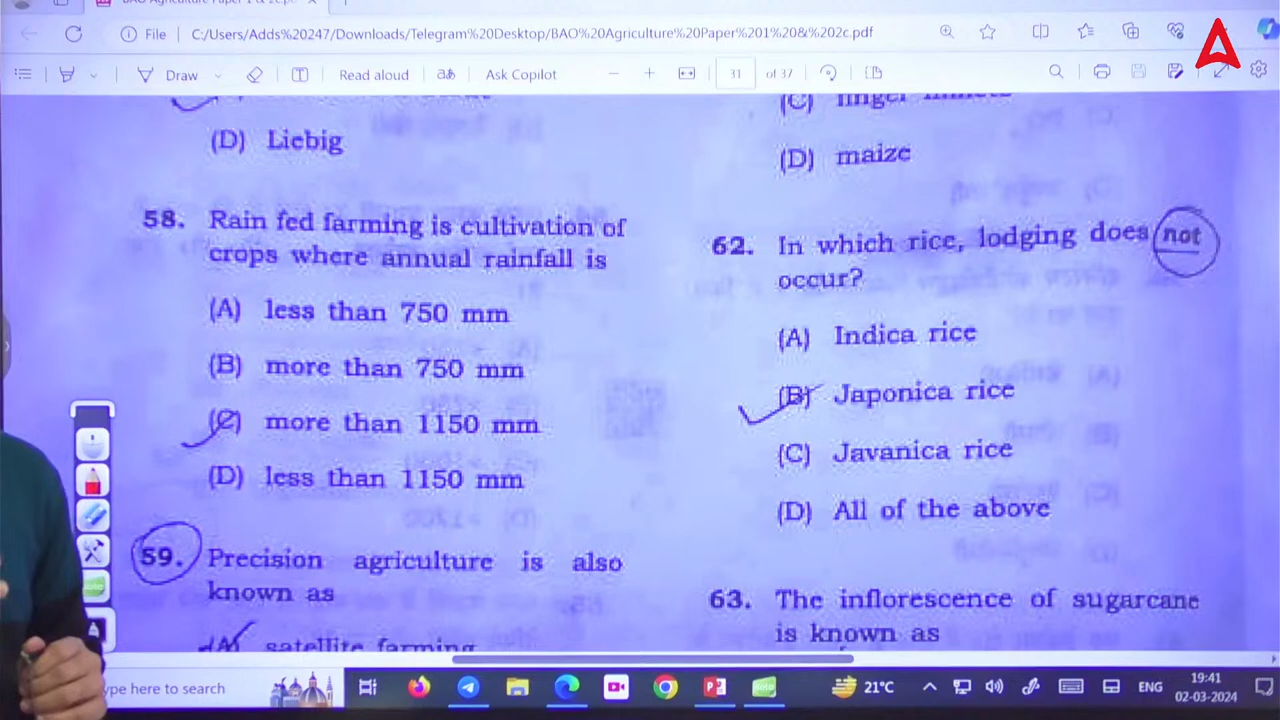 File
C:/Users/Adds%20247/Downloads/Telegram%20Desktop/BAO%20Agriculture%20Paper%201%20&%202c.pdf
Draw
Read aloud
Ask Copilot
31 of 37
(D) Liebig
58. Rain fed farming is cultivation of
crops where annual rainfall is
(A) less than 750 mm
(B) more than 750 mm
(C) more than 1150 mm
(D) less than 1150 mm
59. Precision agriculture is also
known as
(A) satellite farming
(C) finger millets
(D) maize
62. In which rice, lodging does not
occur?
(A) Indica rice
(B) Japonica rice
(C) Javanica rice
(D) All of the above
63. The inflorescence of sugarcane
is known as
ype here to search
21°C
ENG
19:41
02-03-2024